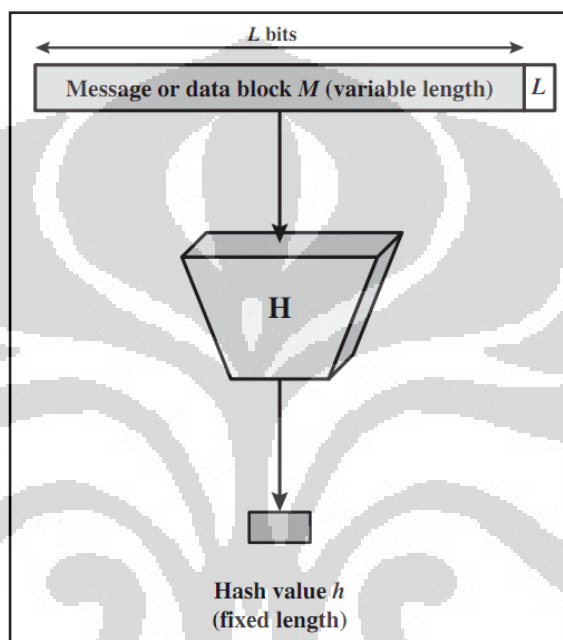 L bits
Message or data block M (variable length) L
H
Hash value h
(fixed length)